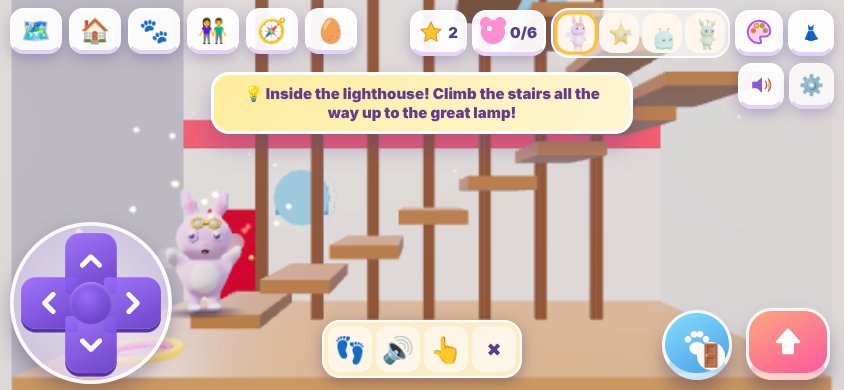 2
0/6
Inside the lighthouse! Climb the stairs all the
way up to the great lamp!